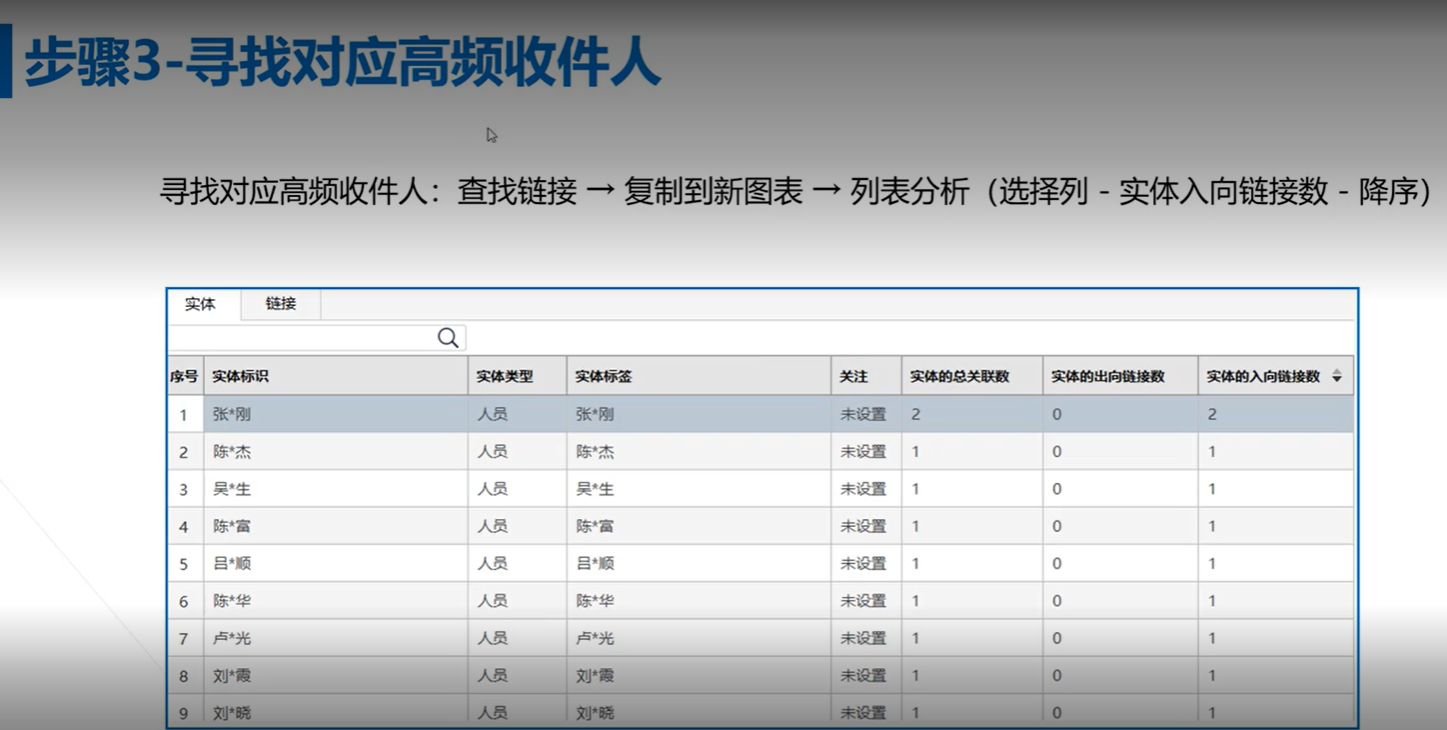 步骤3-寻找对应高频收件人
寻找对应高频收件人：查找链接 → 复制到新图表 → 列表分析（选择列 - 实体入向链接数 - 降序）
实体 链接
序号 实体标识 实体类型 实体标签 关注 实体的总关联数 实体的出向链接数 实体的入向链接数
1 张*刚 人员 张*刚 未设置 2 0 2
2 陈*杰 人员 陈*杰 未设置 1 0 1
3 吴*生 人员 吴*生 未设置 1 0 1
4 陈*富 人员 陈*富 未设置 1 0 1
5 吕*顺 人员 吕*顺 未设置 1 0 1
6 陈*华 人员 陈*华 未设置 1 0 1
7 卢*光 人员 卢*光 未设置 1 0 1
8 刘*霞 人员 刘*霞 未设置 1 0 1
9 刘*晓 人员 刘*晓 未设置 1 0 1